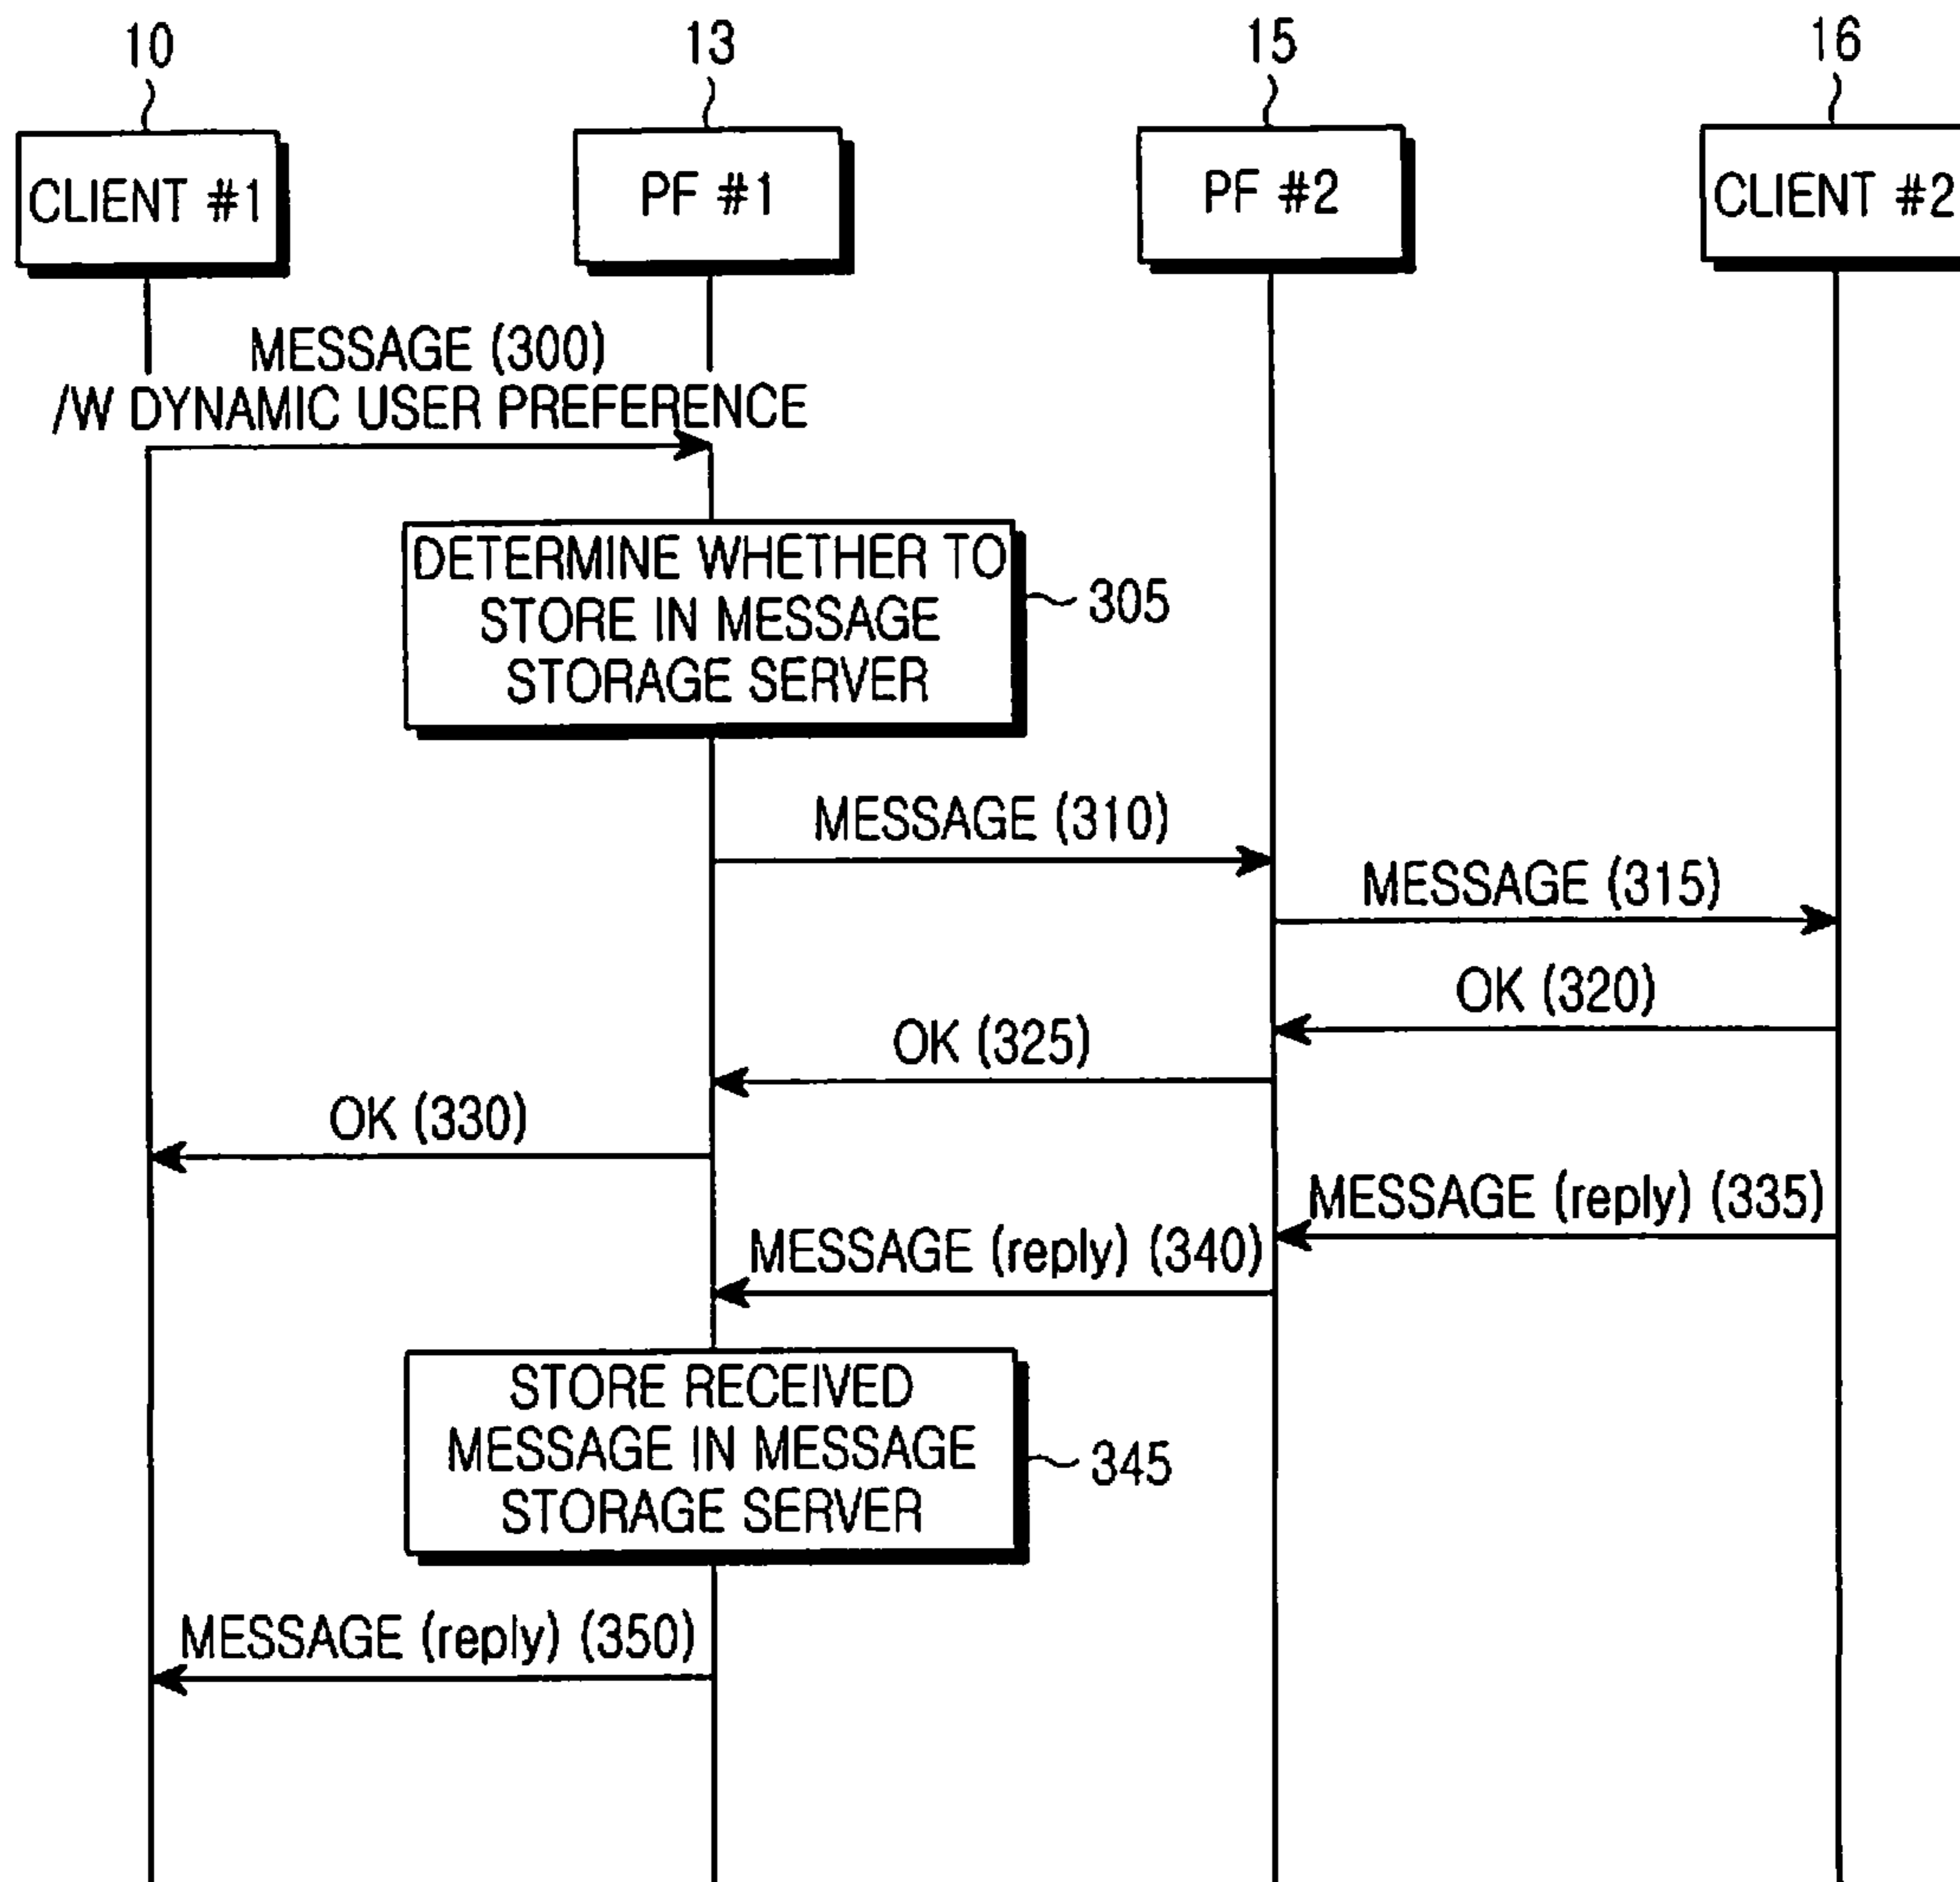 10
13
15
16
CLIENT #1
PF #1
PF #2
CLIENT #2
MESSAGE (300)
/W DYNAMIC USER PREFERENCE
DETERMINE WHETHER TO
STORE IN MESSAGE
STORAGE SERVER
305
MESSAGE (310)
MESSAGE (315)
OK (320)
OK (325)
OK (330)
MESSAGE (reply) (335)
MESSAGE (reply) (340)
STORE RECEIVED
MESSAGE IN MESSAGE
STORAGE SERVER
345
MESSAGE (reply) (350)